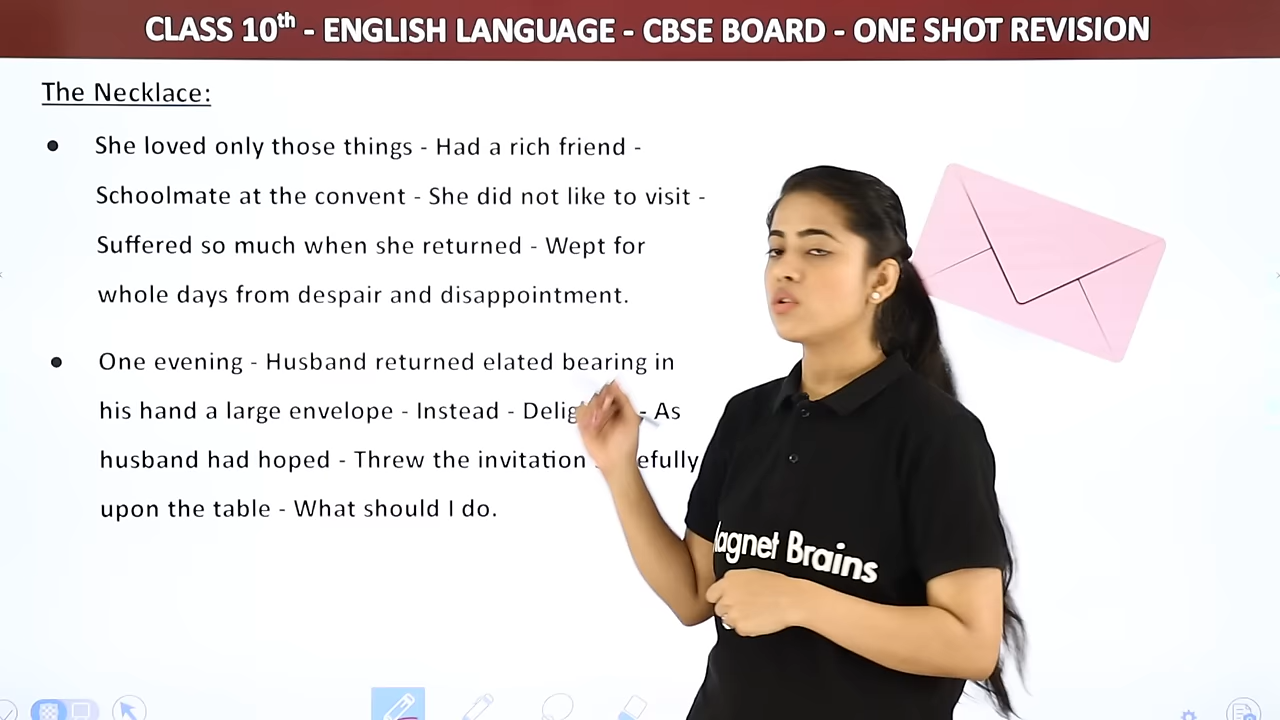 CLASS 10th - ENGLISH LANGUAGE - CBSE BOARD - ONE SHOT REVISION
The Necklace:
● She loved only those things - Had a rich friend -
Schoolmate at the convent - She did not like to visit -
Suffered so much when she returned - Wept for
whole days from despair and disappointment.
● One evening - Husband returned elated bearing in
his hand a large envelope - Instead - - As
husband had hoped - Threw the invitation
upon the table - What should I do.
Brains